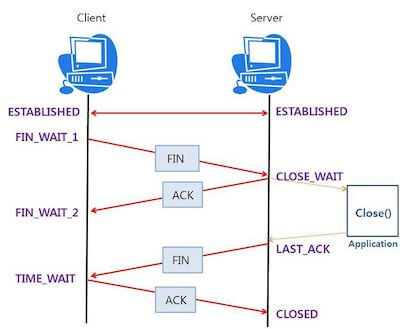 Client
Server
ESTABLISHED
ESTABLISHED
FIN_WAIT_1
FIN
CLOSE_WAIT
ACK
Close()
FIN_WAIT_2
Application
LAST_ACK
FIN
TIME_WAIT
ACK
CLOSED